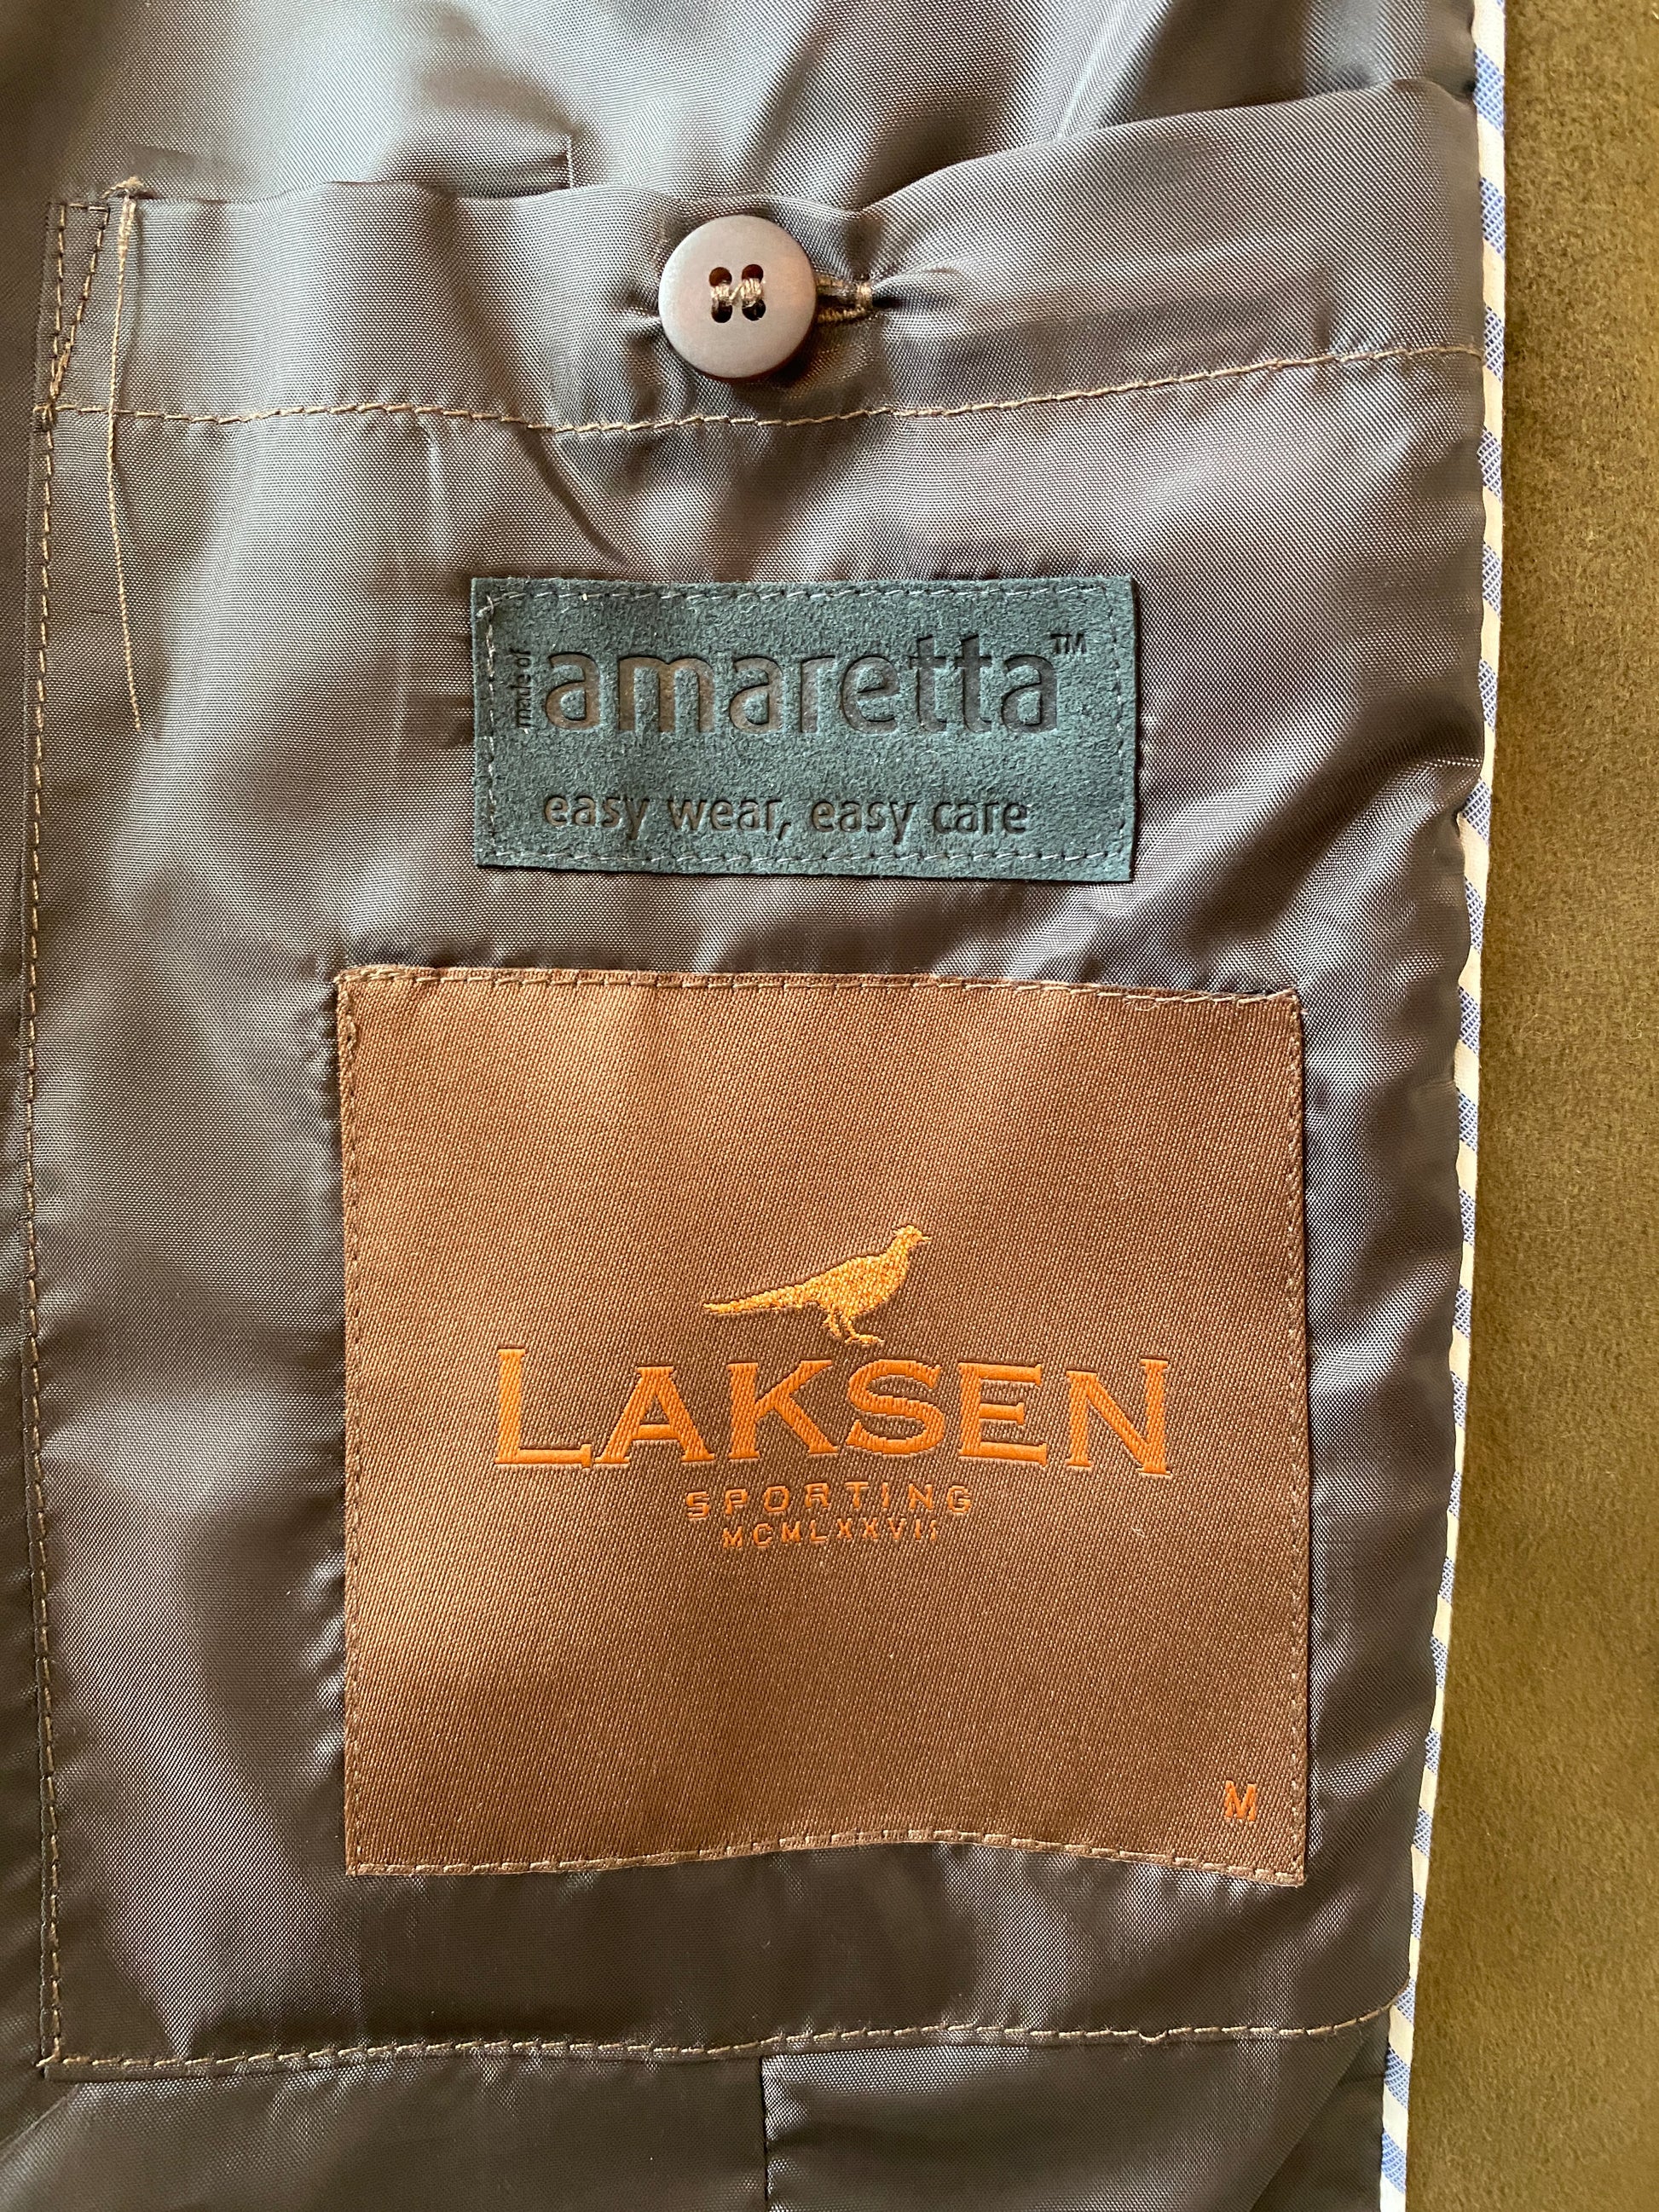 made of amaretta™
easy wear, easy care
LAKSEN
SPORTING
MCMLXXVII
M